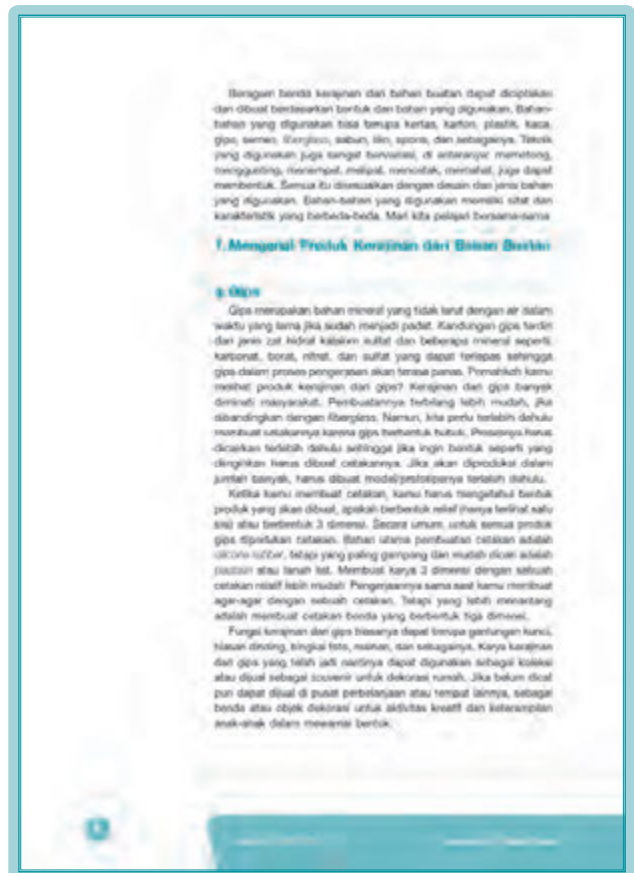 Beragam benda kerajinan dari bahan buatan dapat diciptakan
dan dibuat berdasarkan bentuk dan bahan yang digunakan. Bahan-
bahan yang digunakan bisa berupa kertas, karton, plastik, kaca,
gips, semen, fiberglass, sabun, lilin, spons, dan sebagainya. Teknik
yang digunakan juga sangat bervariasi, di antaranya: memotong,
menggunting, menempel, melipat, mencetak, memahat, juga dapat
membentuk. Semua itu disesuaikan dengan desain dan jenis bahan
yang digunakan. Bahan-bahan yang digunakan memiliki sifat dan
karakteristik yang berbeda-beda. Mari kita pelajari bersama-sama
1. Mengenal Produk Kerajinan dari Bahan Buatan
a. Gips
Gips merupakan bahan mineral yang tidak larut dengan air dalam
waktu yang lama jika sudah menjadi padat. Kandungan gips terdiri
dari jenis zat hidrat kalsium sulfat dan beberapa mineral seperti:
karbonat, borat, nitrat, dan sulfat yang dapat terlepas sehingga
gips dalam proses pengerasan akan terasa panas. Pernahkah kamu
melihat produk kerajinan dari gips? Kerajinan dari gips banyak
diminati masyarakat. Pembuatannya terbilang lebih mudah, jika
dibandingkan dengan fibergless. Namun, kita perlu terlebih dahulu
membuat cetakannya karena gips berbentuk bubuk. Prosesnya harus
dicairkan terlebih dahulu sehingga jika ingin bentuk seperti yang
diinginkan harus dibuat cetakannya. Jika akan diproduksi dalam
jumlah banyak, harus dibuat model/prototipenya terlebih dahulu.
Ketika kamu membuat cetakan, kamu harus mengetahui bentuk
produk yang akan dibuat, apakah berbentuk relief (hanya terlihat satu
sisi) atau berbentuk 3 dimensi. Secara umum, untuk semua produk
gips diperlukan cetakan. Bahan utama pembuatan cetakan adalah
silicone rubber, tetapi yang paling gampang dan mudah dicari adalah
plastisin atau tanah liat. Membuat karya 3 dimensi dengan sebuah
cetakan relatif lebih mudah. Pengerjaannya sama saat kamu membuat
agar-agar dengan sebuah cetakan. Tetapi yang lebih menantang
adalah membuat cetakan benda yang berbentuk tiga dimensi.
Fungsi kerajinan dari gips biasanya dapat berupa gantungan kunci,
hiasan dinding, bingkai foto, mainan, dan sebagainya. Karya kerajinan
dari gips yang telah jadi nantinya dapat digunakan sebagai koleksi
atau dijual sebagai souvenir untuk dekorasi rumah. Jika belum dicat
pun dapat dijual di pusat perbelanjaan atau tempat lainnya, sebagai
benda atau objek dekorasi untuk aktivitas kreatif dan keterampilan
anak-anak dalam mewarnai bentuk.